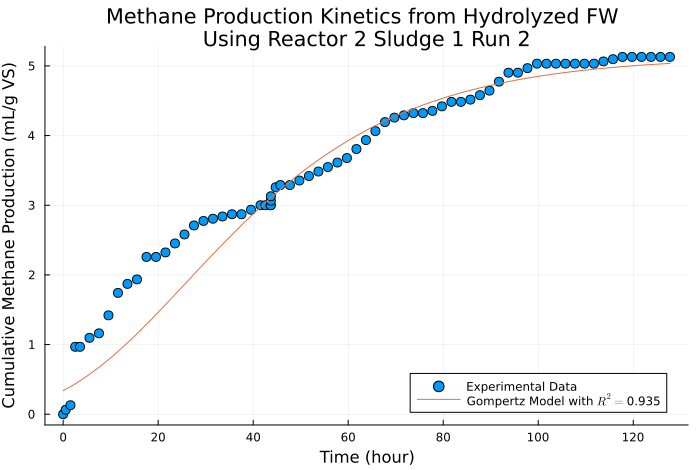 Methane Production Kinetics from Hydrolyzed FW
Using Reactor 2 Sludge 1 Run 2
Cumulative Methane Production (mL/g VS)
5
4
3
2
1
0
Experimental Data
Gompertz Model with R² = 0.935
0 20 40 60 80 100 120
Time (hour)